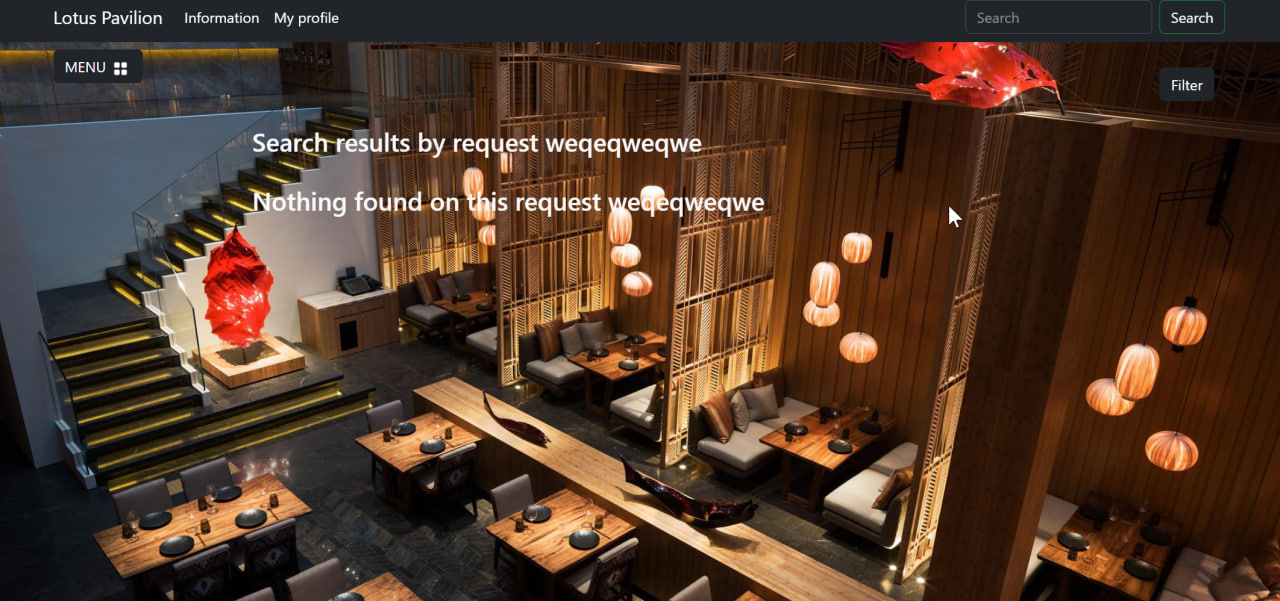 Lotus Pavilion Information My profile Search Search
MENU
Filter
Search results by request weqeqweqwe
Nothing found on this request weqeqweqwe